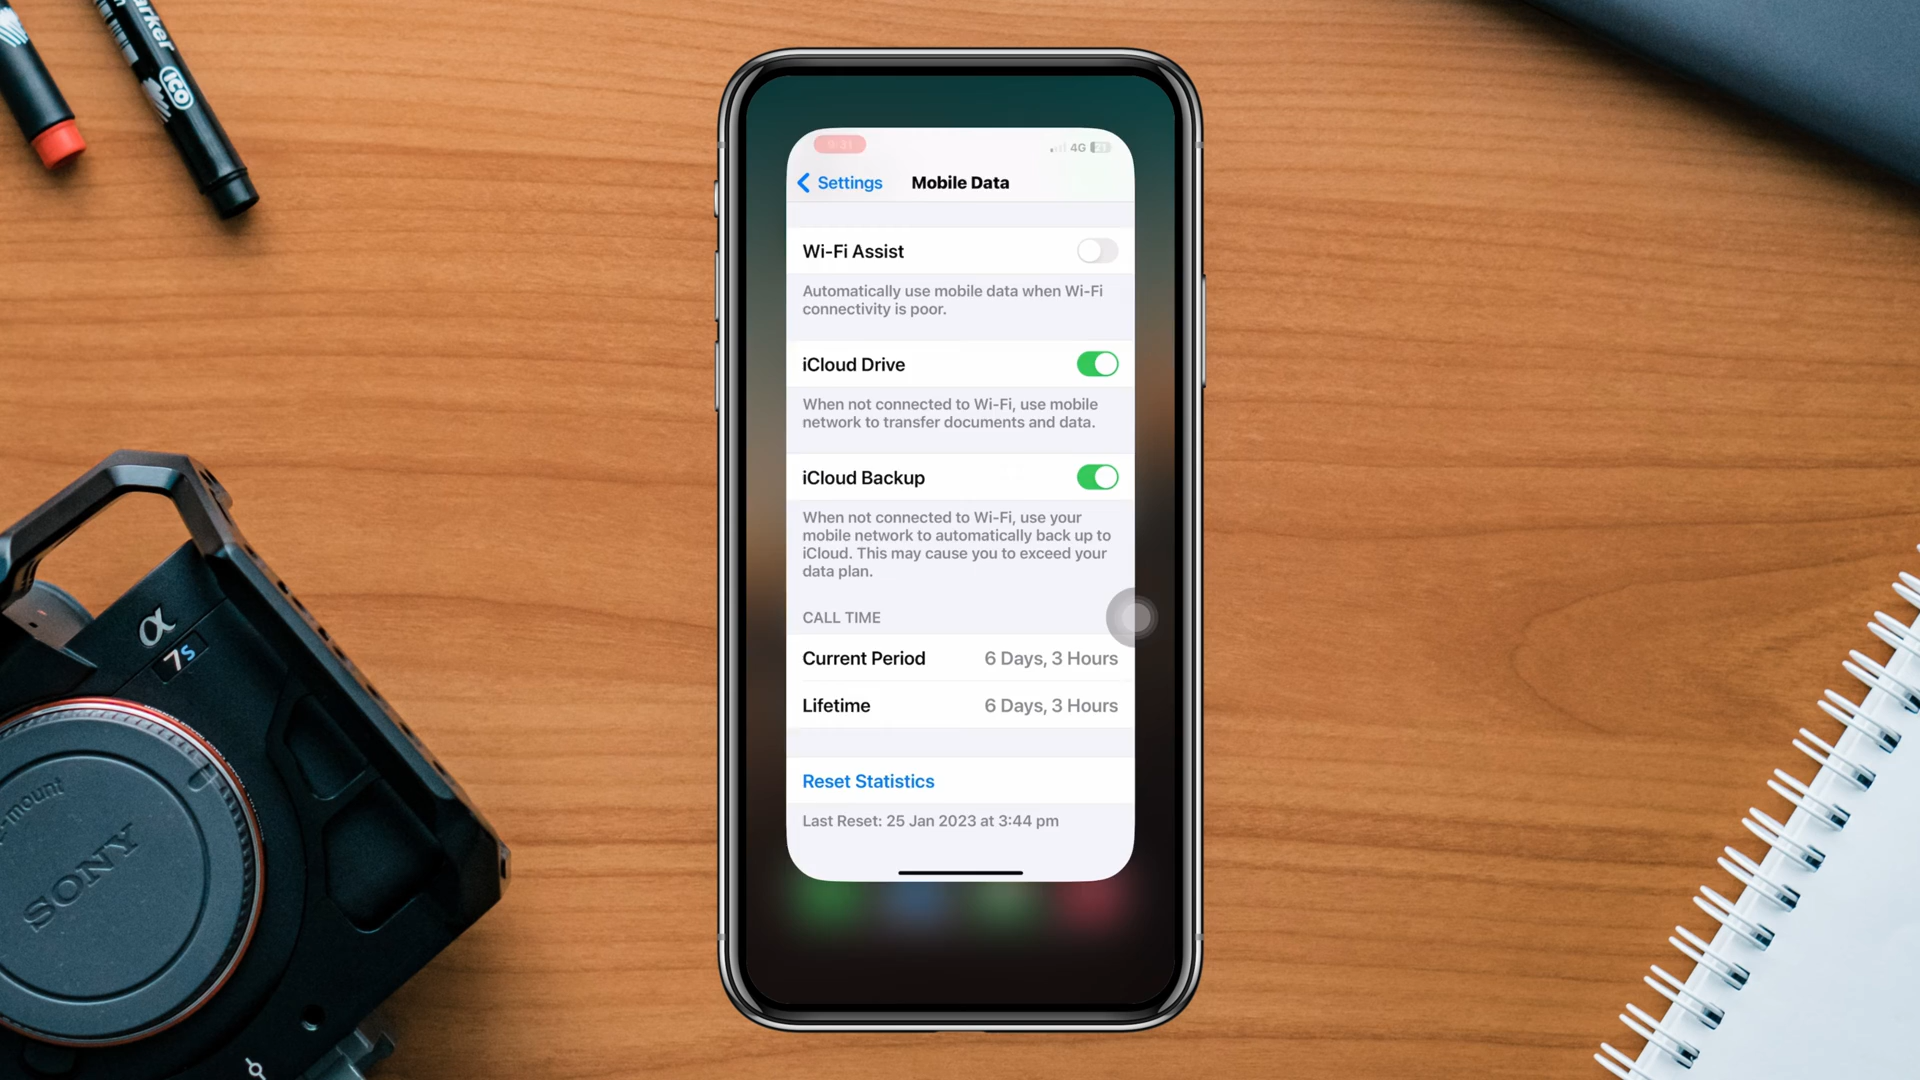 arker
ICO
9:31
4G 21
Settings
Mobile Data
Wi-Fi Assist
Automatically use mobile data when Wi-Fi
connectivity is poor.
iCloud Drive
When not connected to Wi-Fi, use mobile
network to transfer documents and data.
iCloud Backup
When not connected to Wi-Fi, use your
mobile network to automatically back up to
iCloud. This may cause you to exceed your
data plan.
CALL TIME
Current Period
6 Days, 3 Hours
Lifetime
6 Days, 3 Hours
Reset Statistics
Last Reset: 25 Jan 2023 at 3:44 pm
α
7s
-mount
SONY